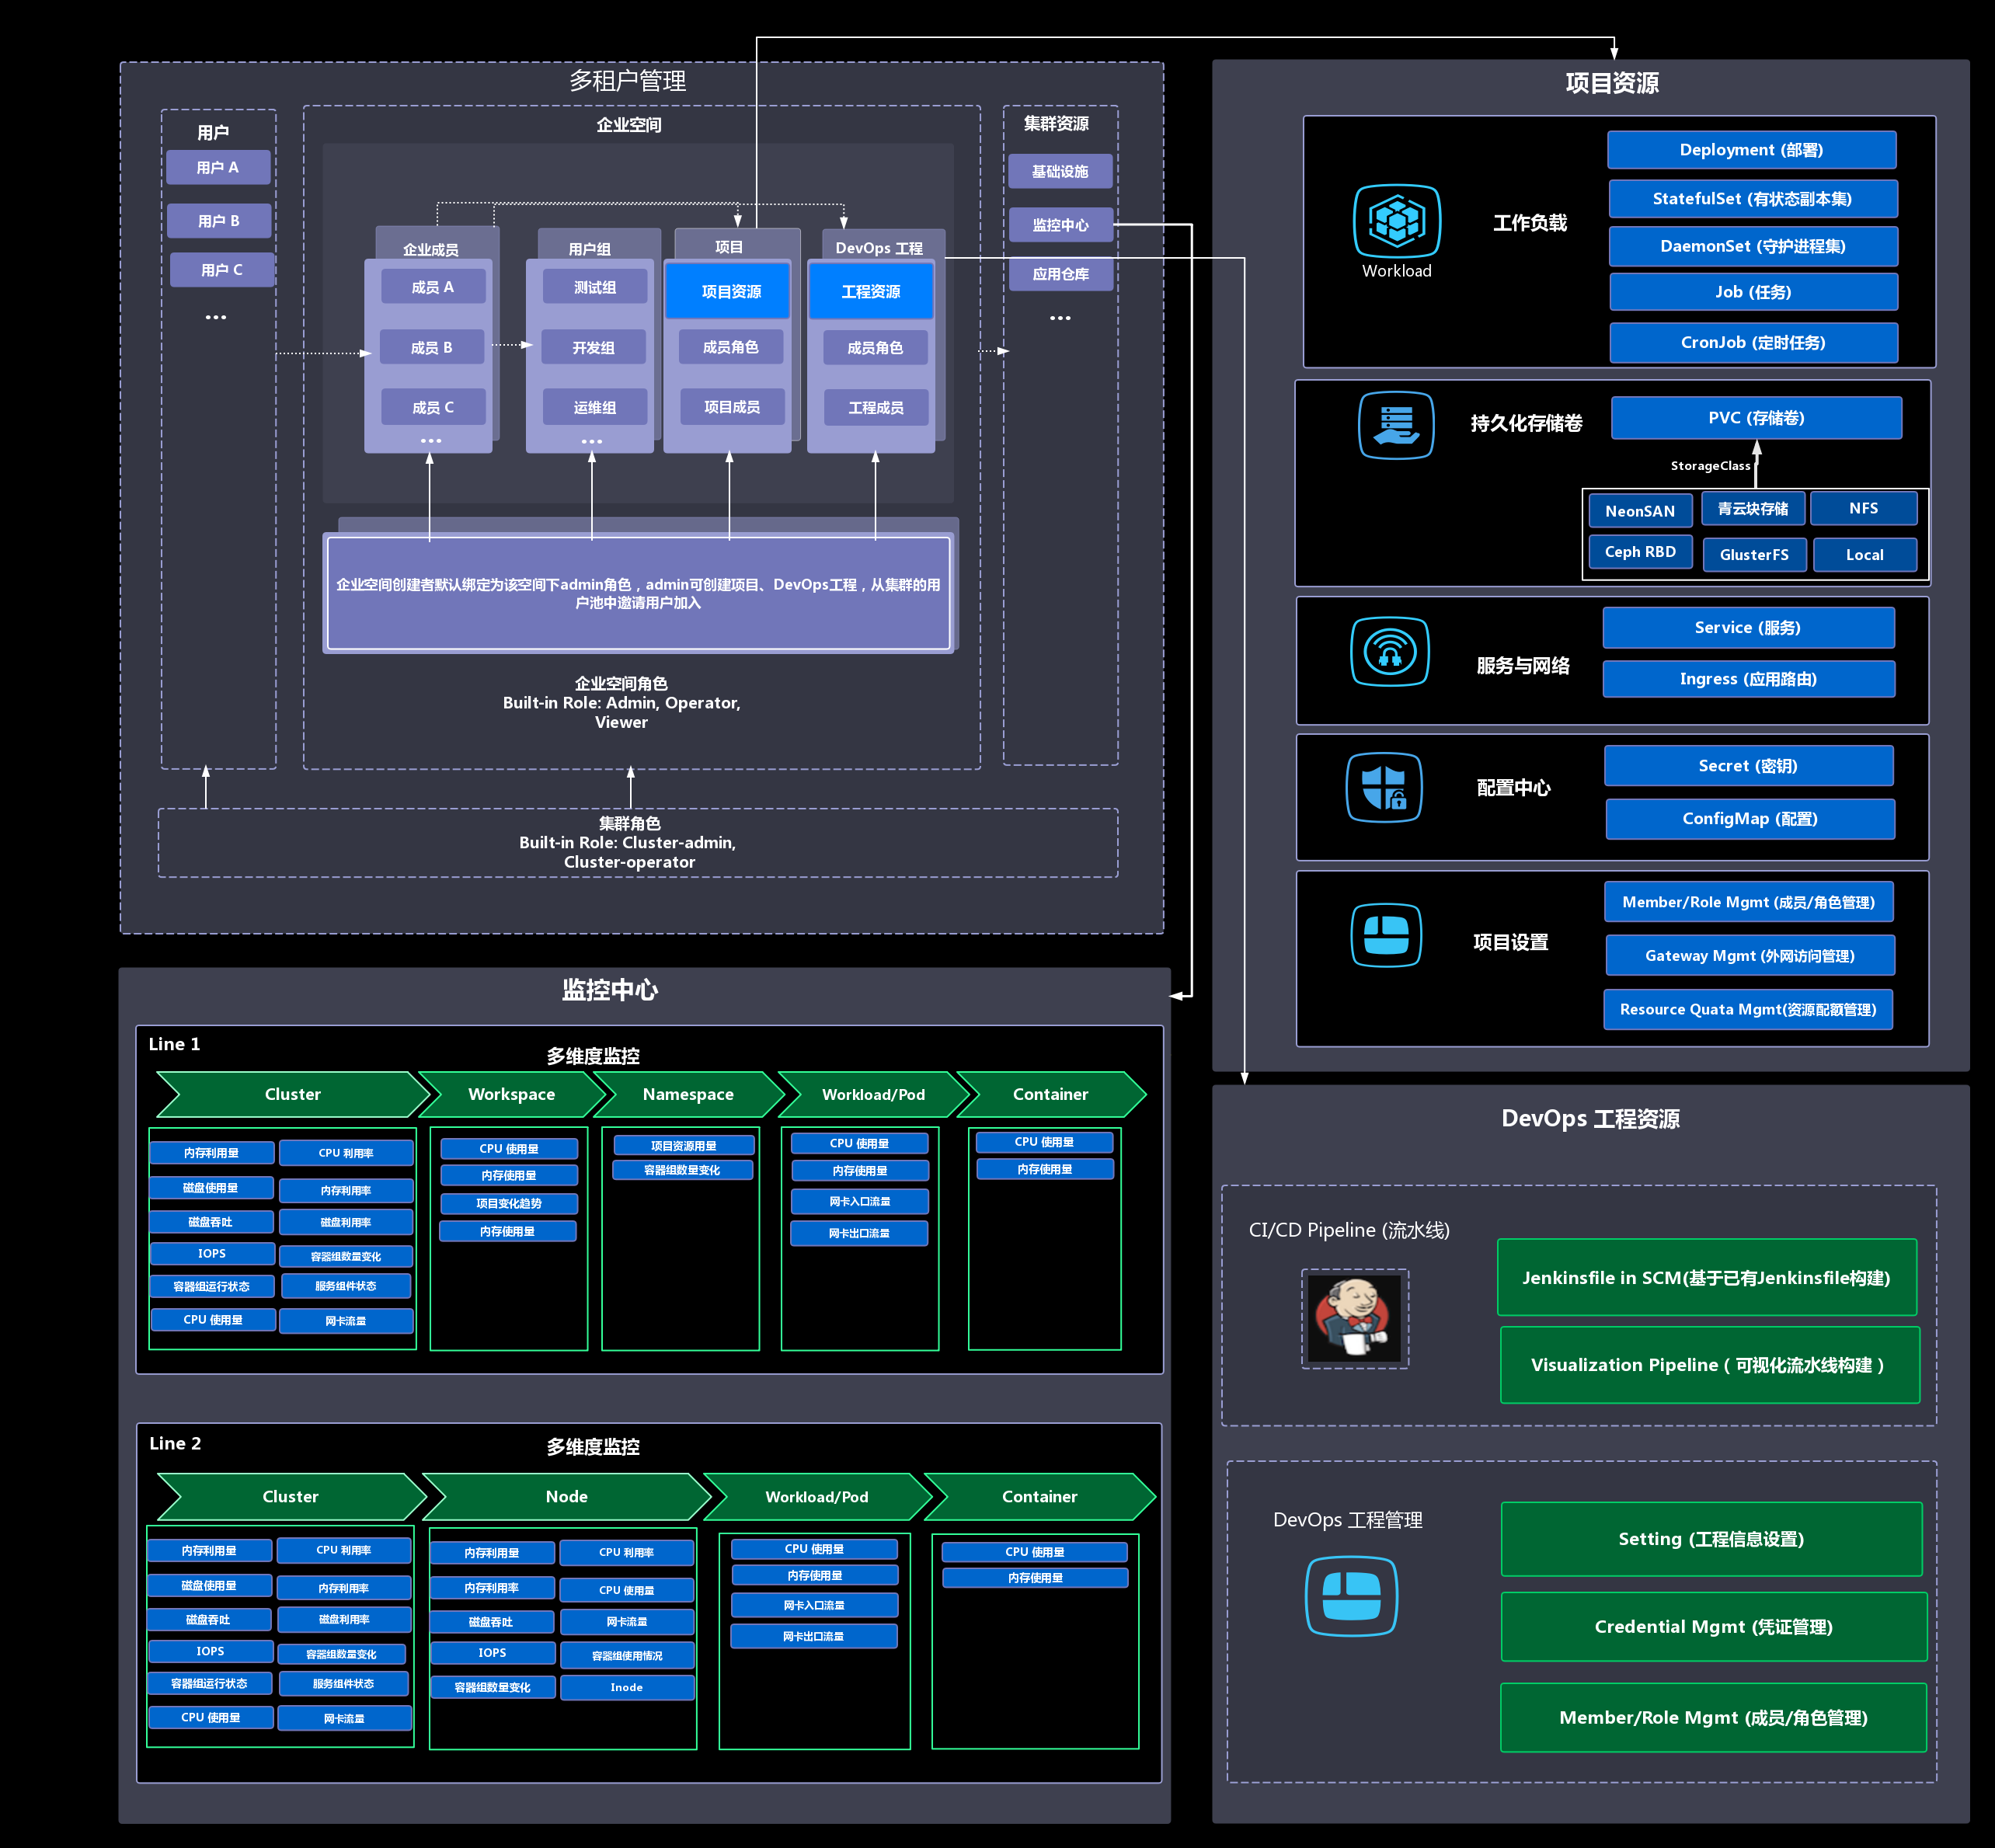 多租户管理
用户
用户 A
用户 B
用户 C
...
企业空间
企业成员
成员 A
成员 B
成员 C
...
用户组
测试组
开发组
运维组
...
项目
项目资源
成员角色
项目成员
DevOps 工程
工程资源
成员角色
工程成员
企业空间创建者默认绑定为该空间下admin角色，admin可创建项目、DevOps工程，从集群的用
户池中邀请用户加入
企业空间角色
Built-in Role: Admin, Operator,
Viewer
集群资源
基础设施
监控中心
应用仓库
...
集群角色
Built-in Role: Cluster-admin,
Cluster-operator
项目资源
Workload
工作负载
Deployment (部署)
StatefulSet (有状态副本集)
DaemonSet (守护进程集)
Job (任务)
CronJob (定时任务)
持久化存储卷
PVC (存储卷)
StorageClass
NeonSAN
青云块存储
NFS
Ceph RBD
GlusterFS
Local
服务与网络
Service (服务)
Ingress (应用路由)
配置中心
Secret (密钥)
ConfigMap (配置)
项目设置
Member/Role Mgmt (成员/角色管理)
Gateway Mgmt (外网访问管理)
Resource Quata Mgmt(资源配额管理)
监控中心
Line 1
多维度监控
Cluster
Workspace
Namespace
Workload/Pod
Container
内存利用量
CPU 利用率
磁盘使用量
内存利用率
磁盘吞吐
磁盘利用率
IOPS
容器组数量变化
容器组运行状态
服务组件状态
CPU 使用量
网卡流量
CPU 使用量
内存使用量
项目变化趋势
内存使用量
项目资源用量
容器组数量变化
CPU 使用量
内存使用量
网卡入口流量
网卡出口流量
CPU 使用量
内存使用量
Line 2
多维度监控
Cluster
Node
Workload/Pod
Container
内存利用量
CPU 利用率
磁盘使用量
内存利用率
磁盘吞吐
磁盘利用率
IOPS
容器组数量变化
容器组运行状态
服务组件状态
CPU 使用量
网卡流量
内存利用量
CPU 利用率
内存利用率
CPU 使用量
磁盘吞吐
网卡流量
IOPS
容器组使用情况
容器组数量变化
Inode
CPU 使用量
内存使用量
网卡入口流量
网卡出口流量
CPU 使用量
内存使用量
DevOps 工程资源
CI/CD Pipeline (流水线)
Jenkinsfile in SCM(基于已有Jenkinsfile构建)
Visualization Pipeline ( 可视化流水线构建 )
DevOps 工程管理
Setting (工程信息设置)
Credential Mgmt (凭证管理)
Member/Role Mgmt (成员/角色管理)